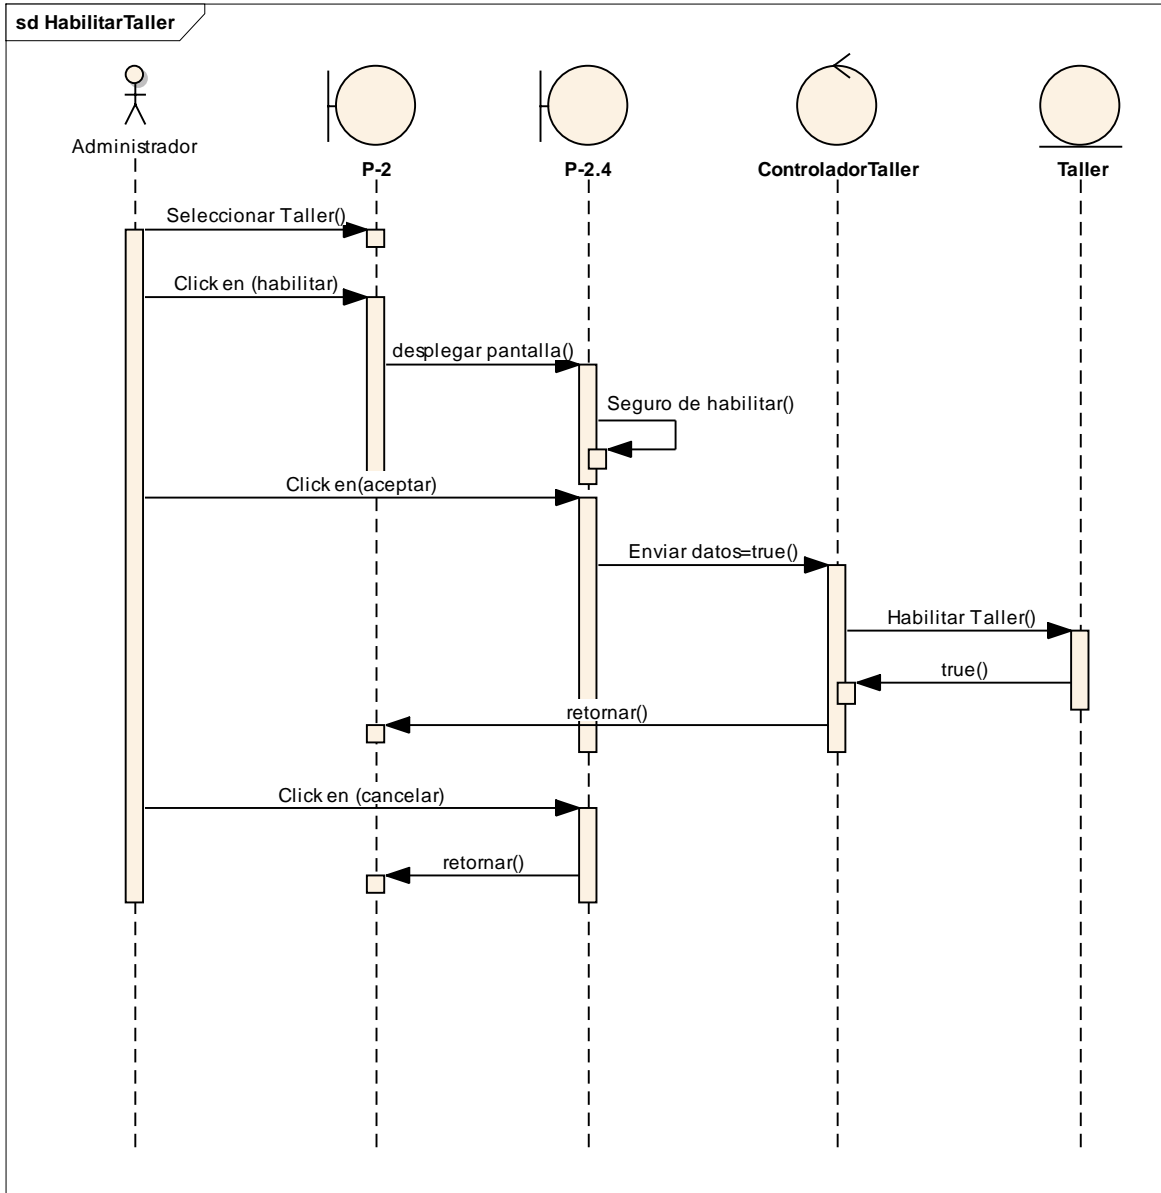 sd HabilitarTaller
Administrador
P-2
P-2.4
ControladorTaller
Taller
Seleccionar Taller()
Click en (habilitar)
desplegar pantalla()
Seguro de habilitar()
Click en(aceptar)
Enviar datos=true()
Habilitar Taller()
true()
retornar()
Click en (cancelar)
retornar()